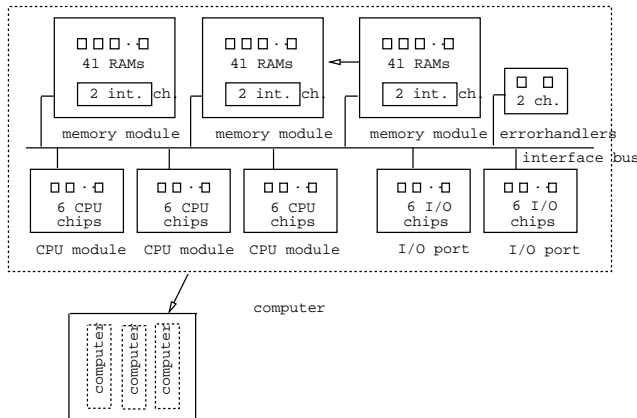 41 RAMs 41 RAMs 41 RAMs
2 int. ch. 2 int. ch. 2 int. ch. 2 ch.
memory module memory module memory module errorhandlers
interface bus
6 CPU chips 6 CPU chips 6 CPU chips 6 I/O chips 6 I/O chips
CPU module CPU module CPU module I/O port I/O port
computer
computer computer computer